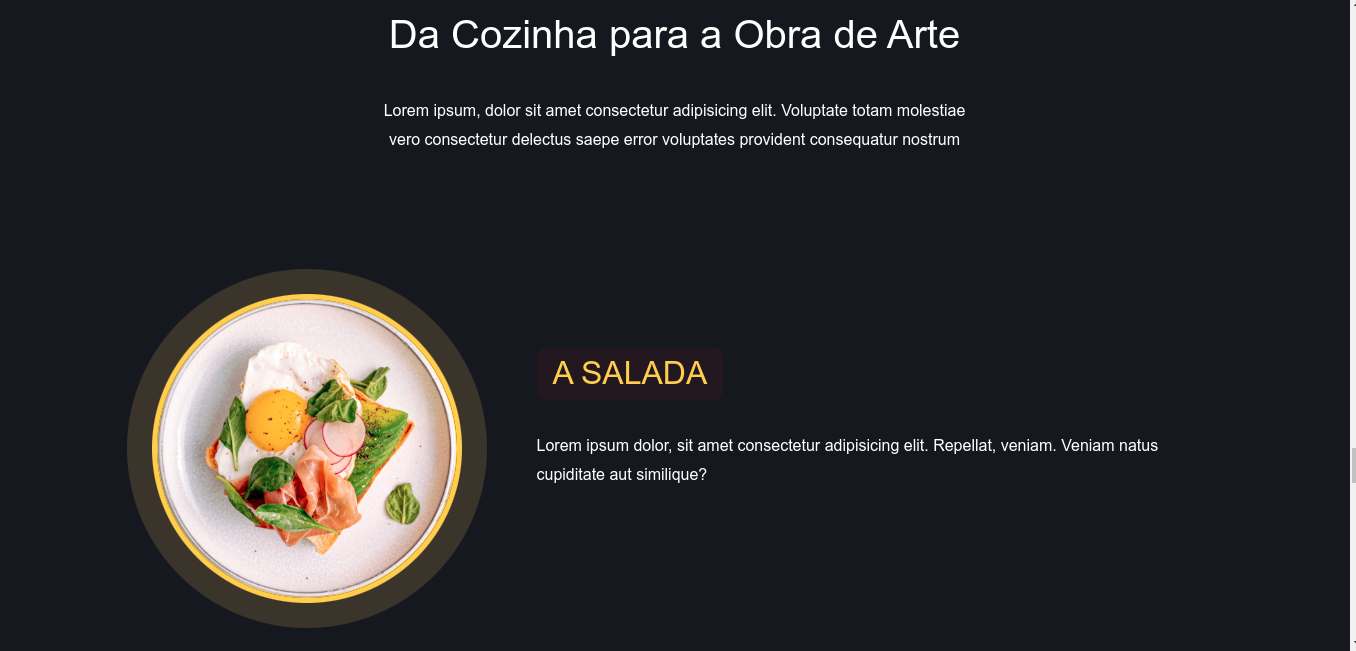 Da Cozinha para a Obra de Arte
Lorem ipsum, dolor sit amet consectetur adipisicing elit. Voluptate totam molestiae
vero consectetur delectus saepe error voluptates provident consequatur nostrum
A SALADA
Lorem ipsum dolor, sit amet consectetur adipisicing elit. Repellat, veniam. Veniam natus
cupiditate aut similique?